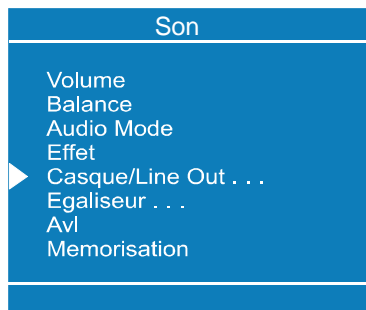 Son
Volume
Balance
Audio Mode
Effet
Casque/Line Out . . .
Egaliseur . . .
Avl
Memorisation